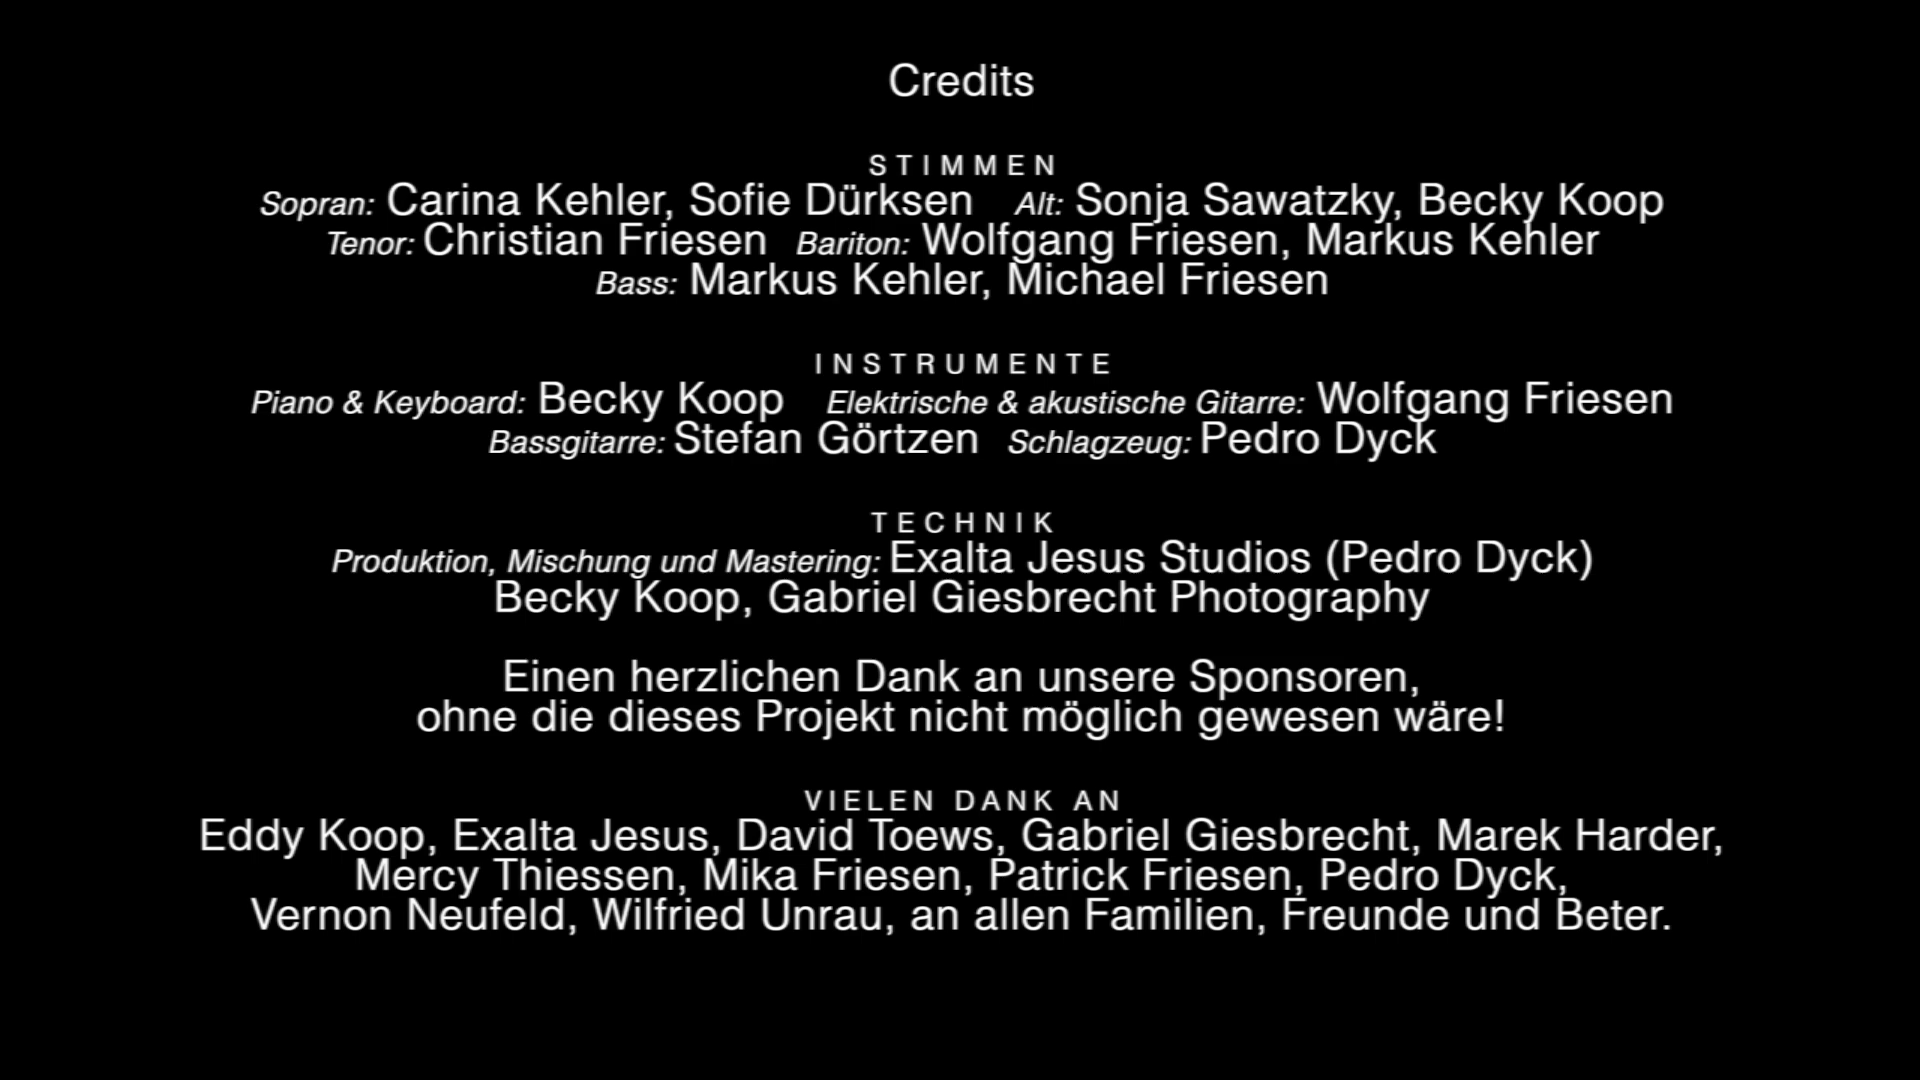 Credits
STIMMEN
Sopran: Carina Kehler, Sofie Dürksen Alt: Sonja Sawatzky, Becky Koop
Tenor: Christian Friesen Bariton: Wolfgang Friesen, Markus Kehler
Bass: Markus Kehler, Michael Friesen
INSTRUMENTE
Piano & Keyboard: Becky Koop Elektrische & akustische Gitarre: Wolfgang Friesen
Bassgitarre: Stefan Görtzen Schlagzeug: Pedro Dyck
TECHNIK
Produktion, Mischung und Mastering: Exalta Jesus Studios (Pedro Dyck)
Becky Koop, Gabriel Giesbrecht Photography
Einen herzlichen Dank an unsere Sponsoren,
ohne die dieses Projekt nicht möglich gewesen wäre!
VIELEN DANK AN
Eddy Koop, Exalta Jesus, David Toews, Gabriel Giesbrecht, Marek Harder,
Mercy Thiessen, Mika Friesen, Patrick Friesen, Pedro Dyck,
Vernon Neufeld, Wilfried Unrau, an allen Familien, Freunde und Beter.